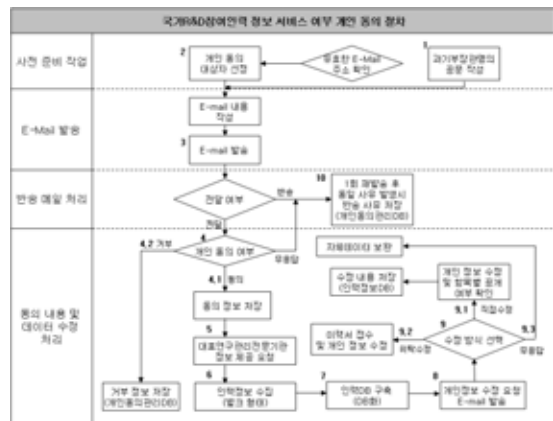 국가R&D참여인력 정보 서비스 여부 개인 동의 절차
사전 준비 작업
2
개인 동의
대상자 선정
유효한 E-Mail
주소 확인
1
과기부장관명의
공문 작성
E-Mail 발송
E-mail 내용
작성
3
E-mail 발송
반송 메일 처리
전달 여부
반송
10
1회 재발송 후
동일 사유 발생시
반송 사유 저장
(개인동의관리DB)
전달
동의 내용 및
데이터 수정
처리
4
개인 동의 여부
4.2 거부
무응답
4.1 동의
동의 정보 저장
5
대표연구관리전문기관
정보 제공 요청
6
인력정보 수집
(벌크 형태)
거부 정보 저장
(개인동의관리DB)
7
인력DB 구축
(DB화)
8
개인정보 수정 요청
E-mail 발송
9
수정 방식 선택
9.1 직접수정
개인 정보 수정
및 항목별 공개
여부 확인
수정 내용 저장
(인력정보DB)
9.2
위탁수정
이력서 접수
및 개인 정보 수정
9.3
무응답
자체데이터 보완